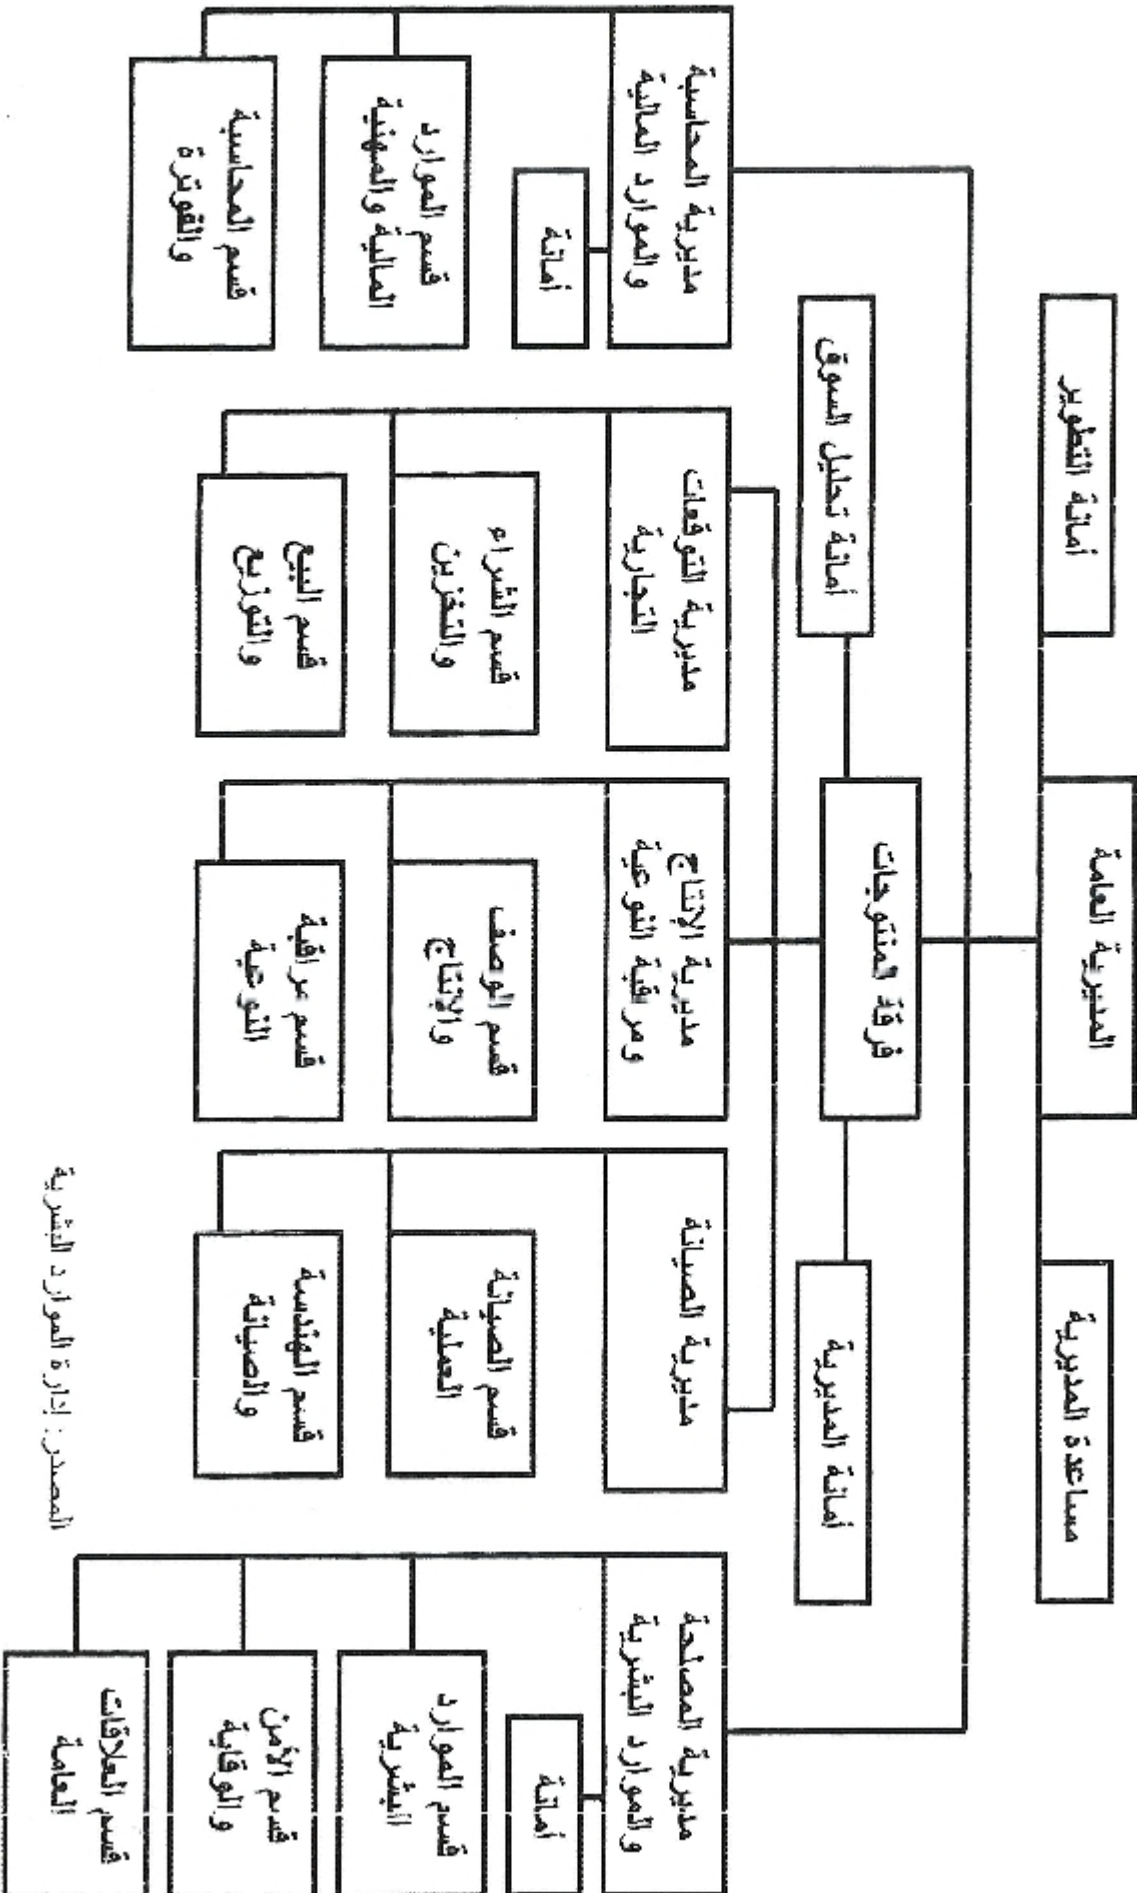 أمانة التطوير
المديرية العامة
مساعدة المديرية
أمانة تحليل السوق
فرقة المنتوجات
أمانة المديرية
مديرية المحاسبة
والموارد المالية
أمانة
قسم الموارد
المالية والمهنية
قسم المحاسبة
والفوترة
مديرية التوقعات
التجارية
قسم الشراء
والتخزين
قسم البيع
والتوزيع
مديرية الإنتاج
ومراقبة النوعية
قسم الوصف
والإنتاج
قسم مراقبة
النوعية
مديرية الصيانة
قسم الصيانة
العملية
قسم الهندسة
والصيانة
مديرية المصلحة
والموارد البشرية
أمانة
قسم الموارد
البشرية
قسم الأمن
والوقاية
قسم العلاقات
العامة
المصدر: إدارة الموارد البشرية